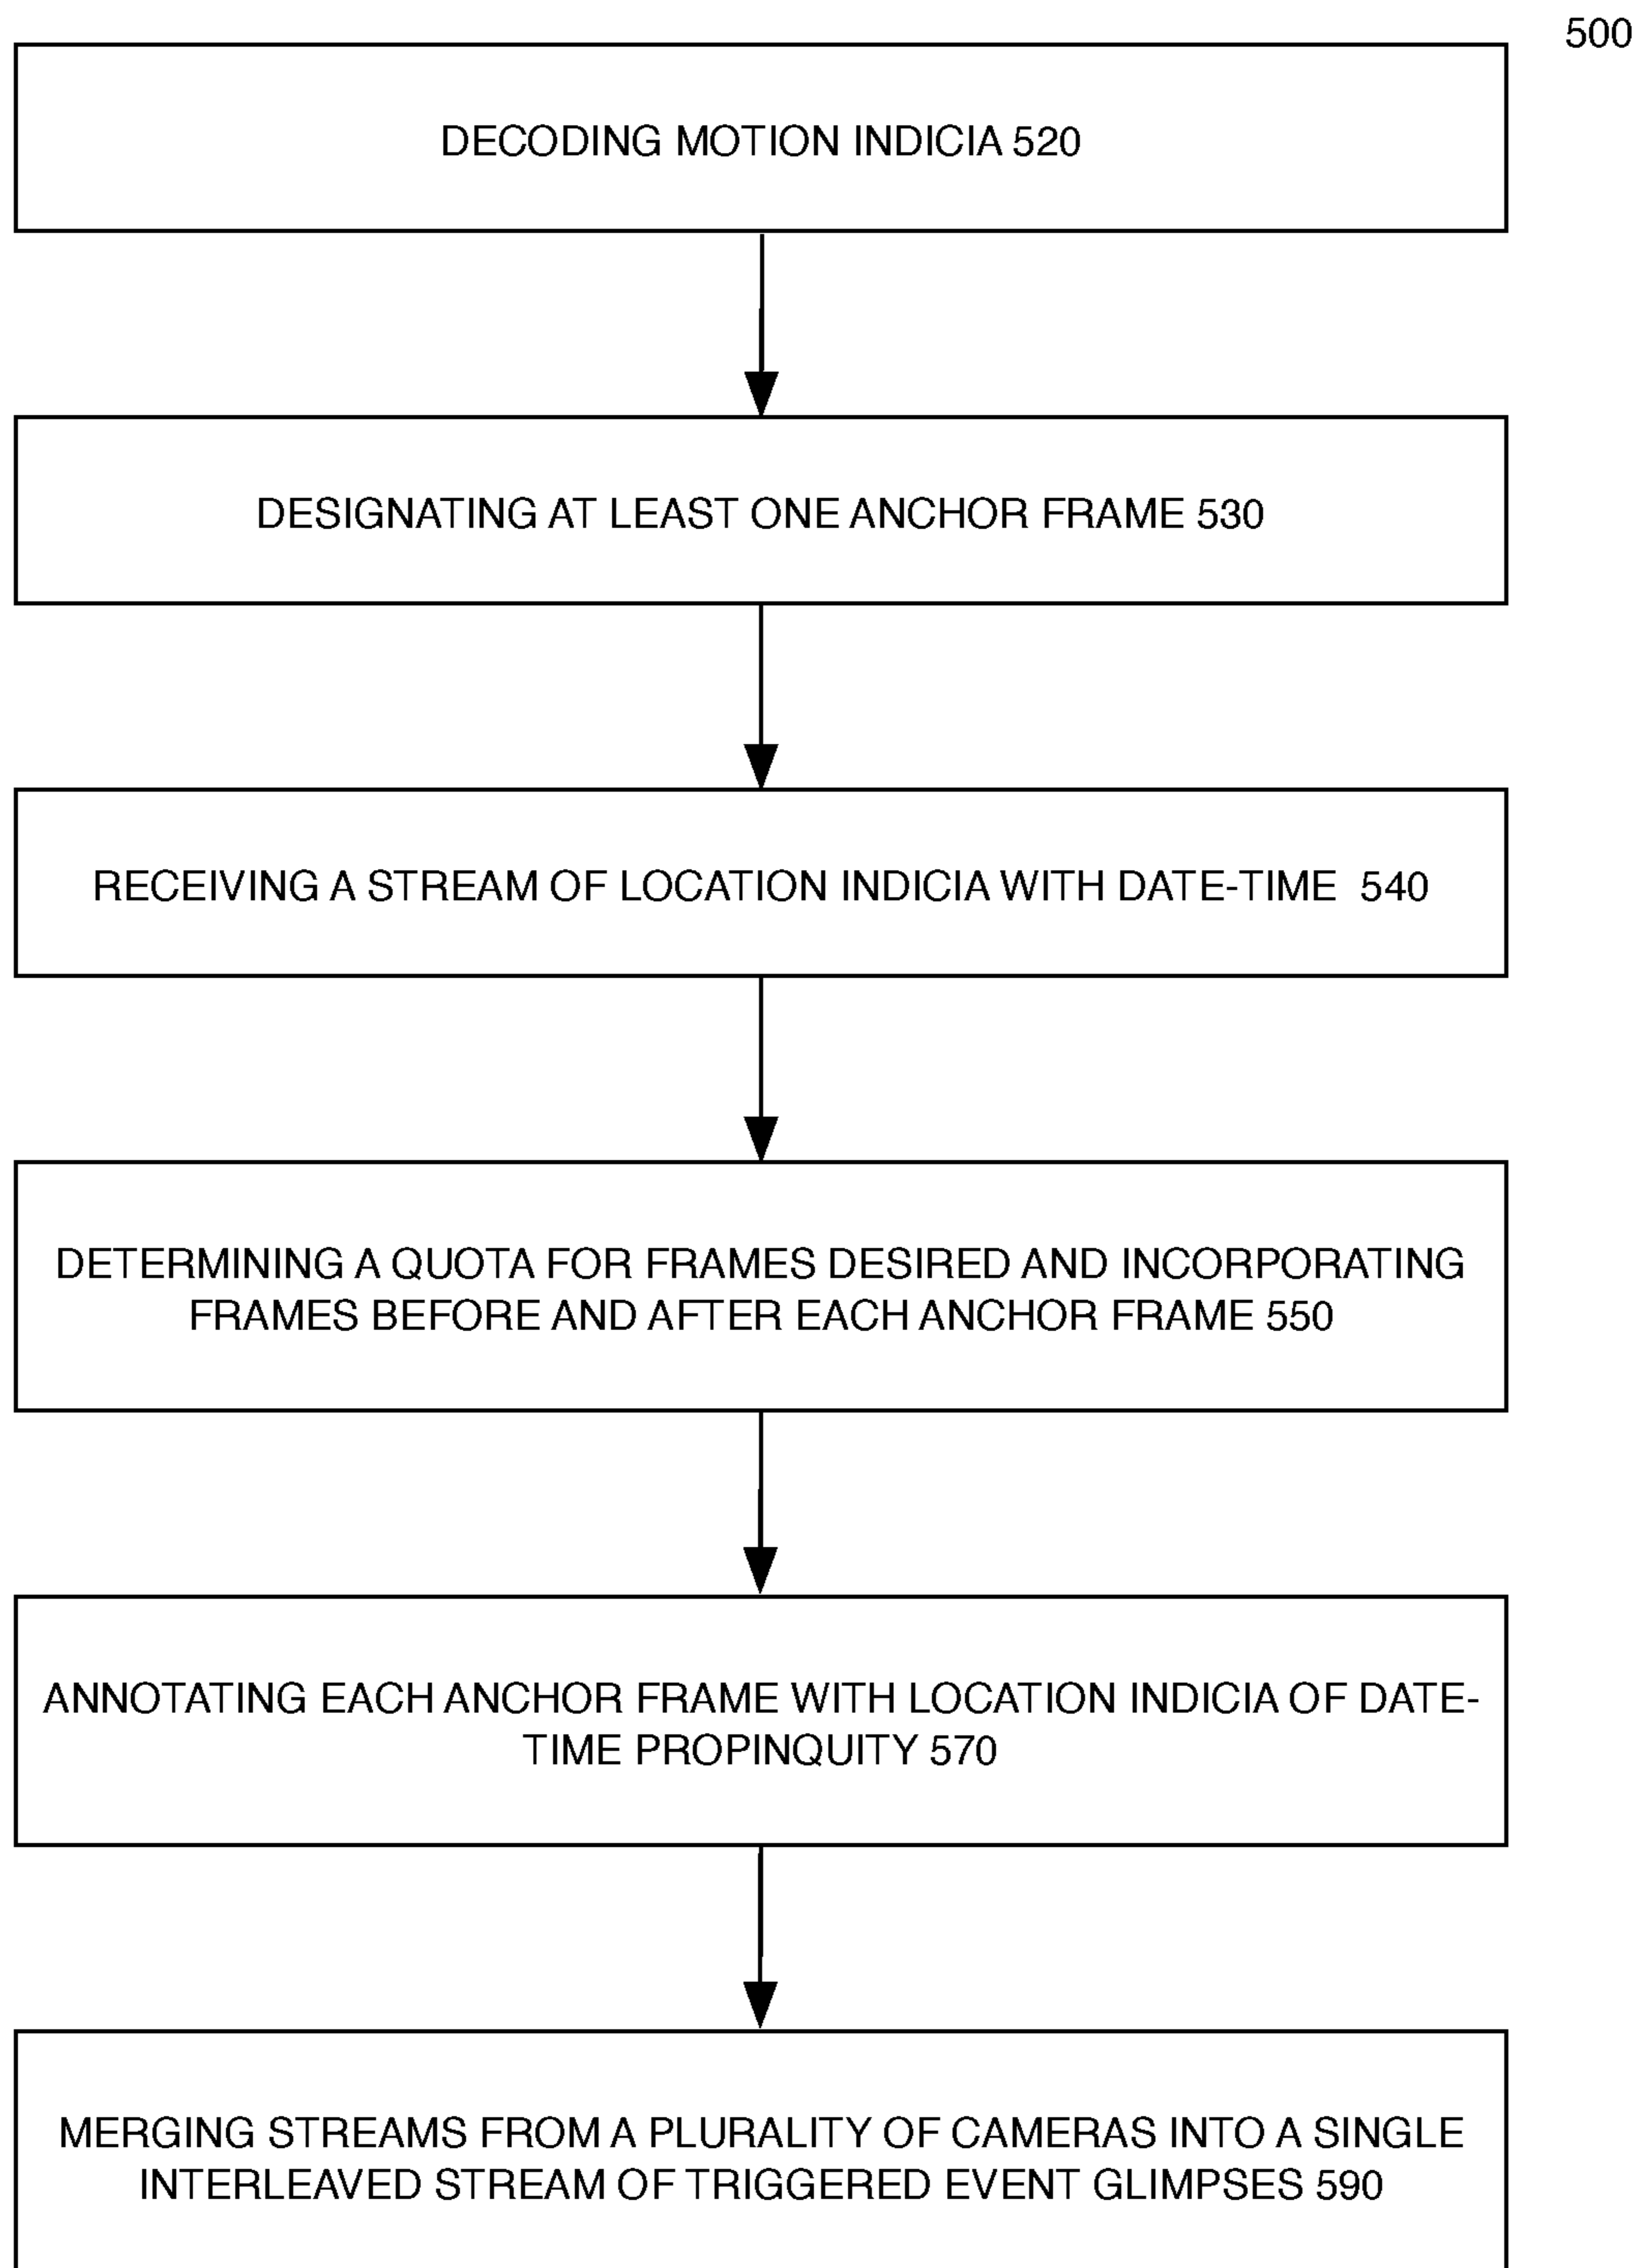 500
DECODING MOTION INDICIA 520
DESIGNATING AT LEAST ONE ANCHOR FRAME 530
RECEIVING A STREAM OF LOCATION INDICIA WITH DATE-TIME 540
DETERMINING A QUOTA FOR FRAMES DESIRED AND INCORPORATING
FRAMES BEFORE AND AFTER EACH ANCHOR FRAME 550
ANNOTATING EACH ANCHOR FRAME WITH LOCATION INDICIA OF DATE-
TIME PROPINQUITY 570
MERGING STREAMS FROM A PLURALITY OF CAMERAS INTO A SINGLE
INTERLEAVED STREAM OF TRIGGERED EVENT GLIMPSES 590